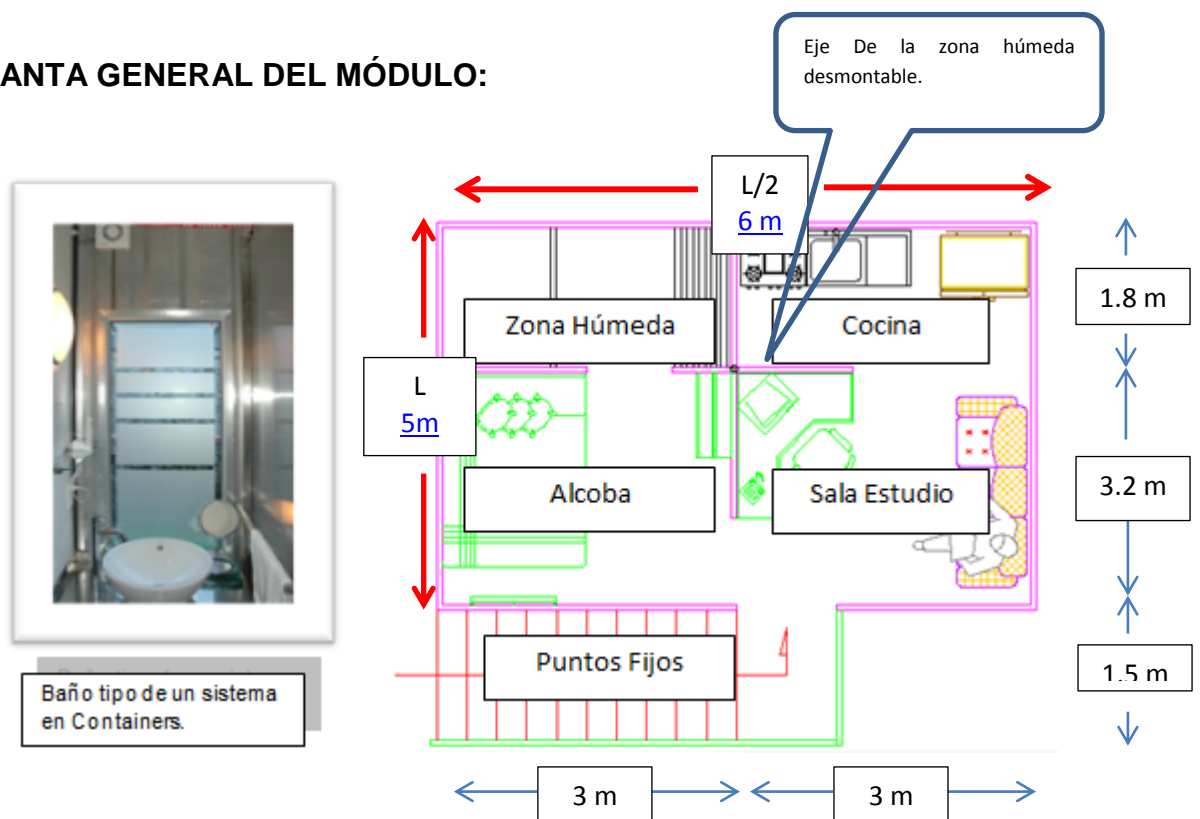 ANTA GENERAL DEL MÓDULO:
Eje De la zona húmeda
desmontable.
L/2
6 m
1.8 m
Zona Húmeda
Cocina
L
5m
3.2 m
Alcoba
Sala Estudio
Puntos Fijos
1.5 m
Baño tipo de un sistema
en Containers.
3 m
3 m